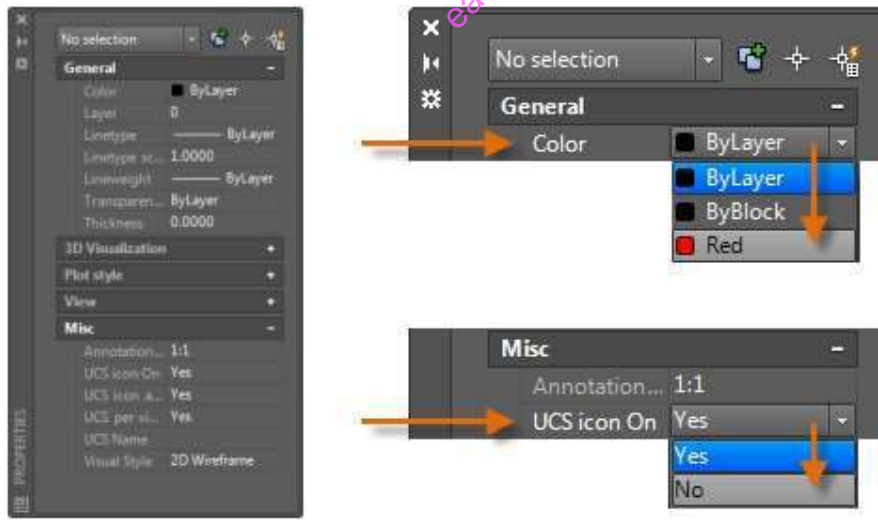 No selection
General
Color ByLayer
Layer 0
Linetype ByLayer
Linetype sc... 1.0000
Lineweight ByLayer
Transparen... ByLayer
Thickness 0.0000
3D Visualization
Plot style
View
Misc
Annotation... 1:1
UCS icon On Yes
UCS icon a... Yes
UCS per vi... Yes
UCS Name
Visual Style 2D Wireframe
PROPERTIES
No selection
General
Color ByLayer
ByLayer
ByBlock
Red
Misc
Annotation... 1:1
UCS icon On Yes
Yes
No